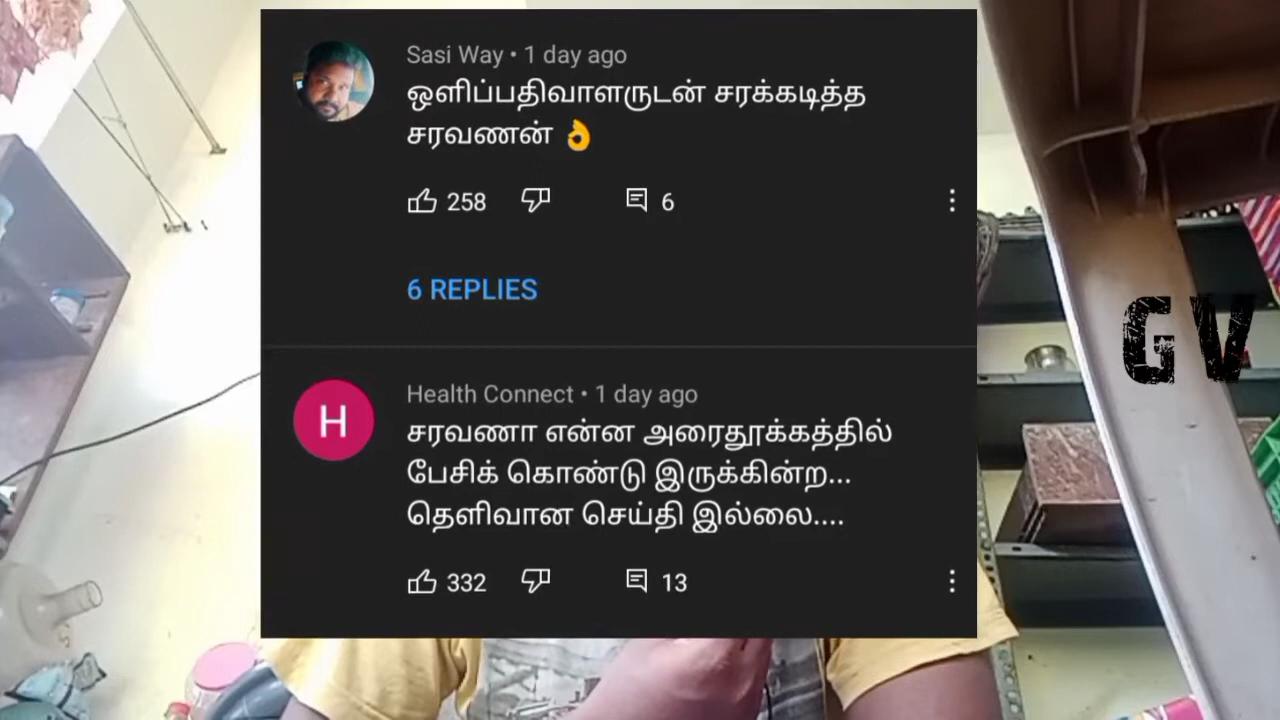 Sasi Way • 1 day ago
ஒளிப்பதிவாளருடன் சரக்கடித்த
சரவணன் 👌
258 6
6 REPLIES
H
Health Connect • 1 day ago
சரவணா என்ன அரைதூக்கத்தில்
பேசிக் கொண்டு இருக்கின்ற...
தெளிவான செய்தி இல்லை....
332 13
GV